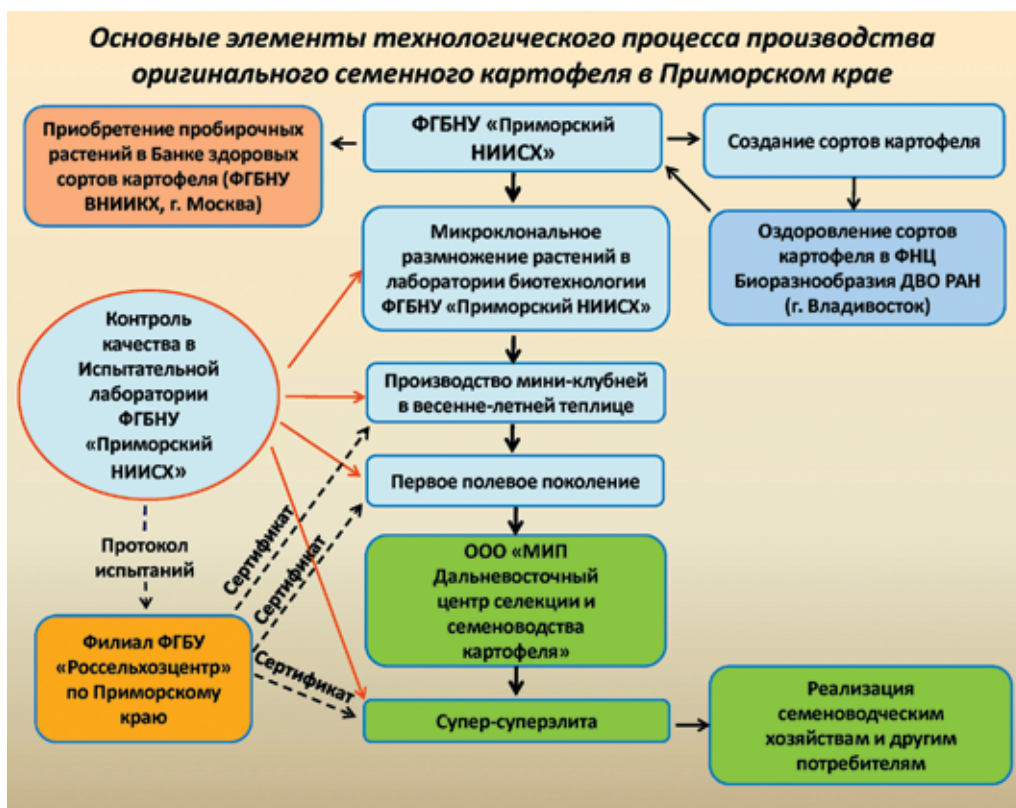 Основные элементы технологического процесса производства
оригинального семенного картофеля в Приморском крае
Приобретение пробирочных
растений в Банке здоровых
сортов картофеля (ФГБНУ
ВНИИКХ, г. Москва)
ФГБНУ «Приморский
НИИСХ»
Создание сортов картофеля
Оздоровление сортов
картофеля в ФНЦ
Биоразнообразия ДВО РАН
(г. Владивосток)
Микроклональное
размножение растений в
лаборатории биотехнологии
ФГБНУ «Приморский НИИСХ»
Контроль
качества в
Испытательной
лаборатории
ФГБНУ
«Приморский
НИИСХ»
Производство мини-клубней
в весенне-летней теплице
Первое полевое поколение
Протокол
испытаний
Сертификат
Сертификат
Сертификат
ООО «МИП
Дальневосточный
центр селекции и
семеноводства
картофеля»
Филиал ФГБУ
«Россельхозцентр»
по Приморскому
краю
Супер-суперэлита
Реализация
семеноводческим
хозяйствам и другим
потребителям